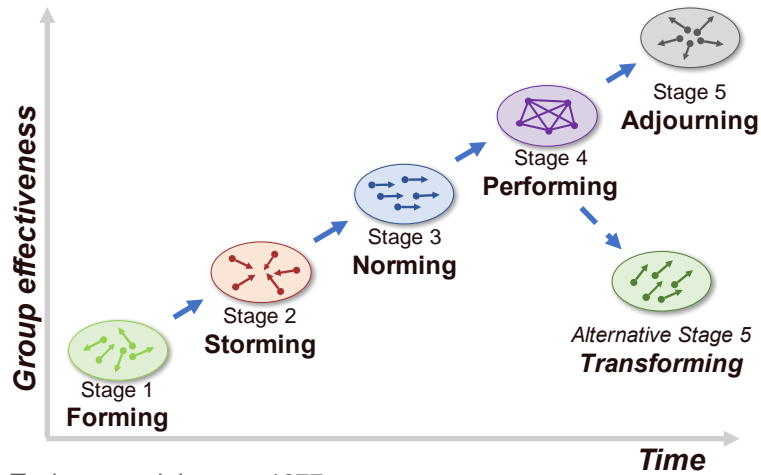 Group effectiveness
Stage 5
Adjourning
Stage 4
Performing
Stage 3
Norming
Stage 2
Storming
Alternative Stage 5
Transforming
Stage 1
Forming
Time